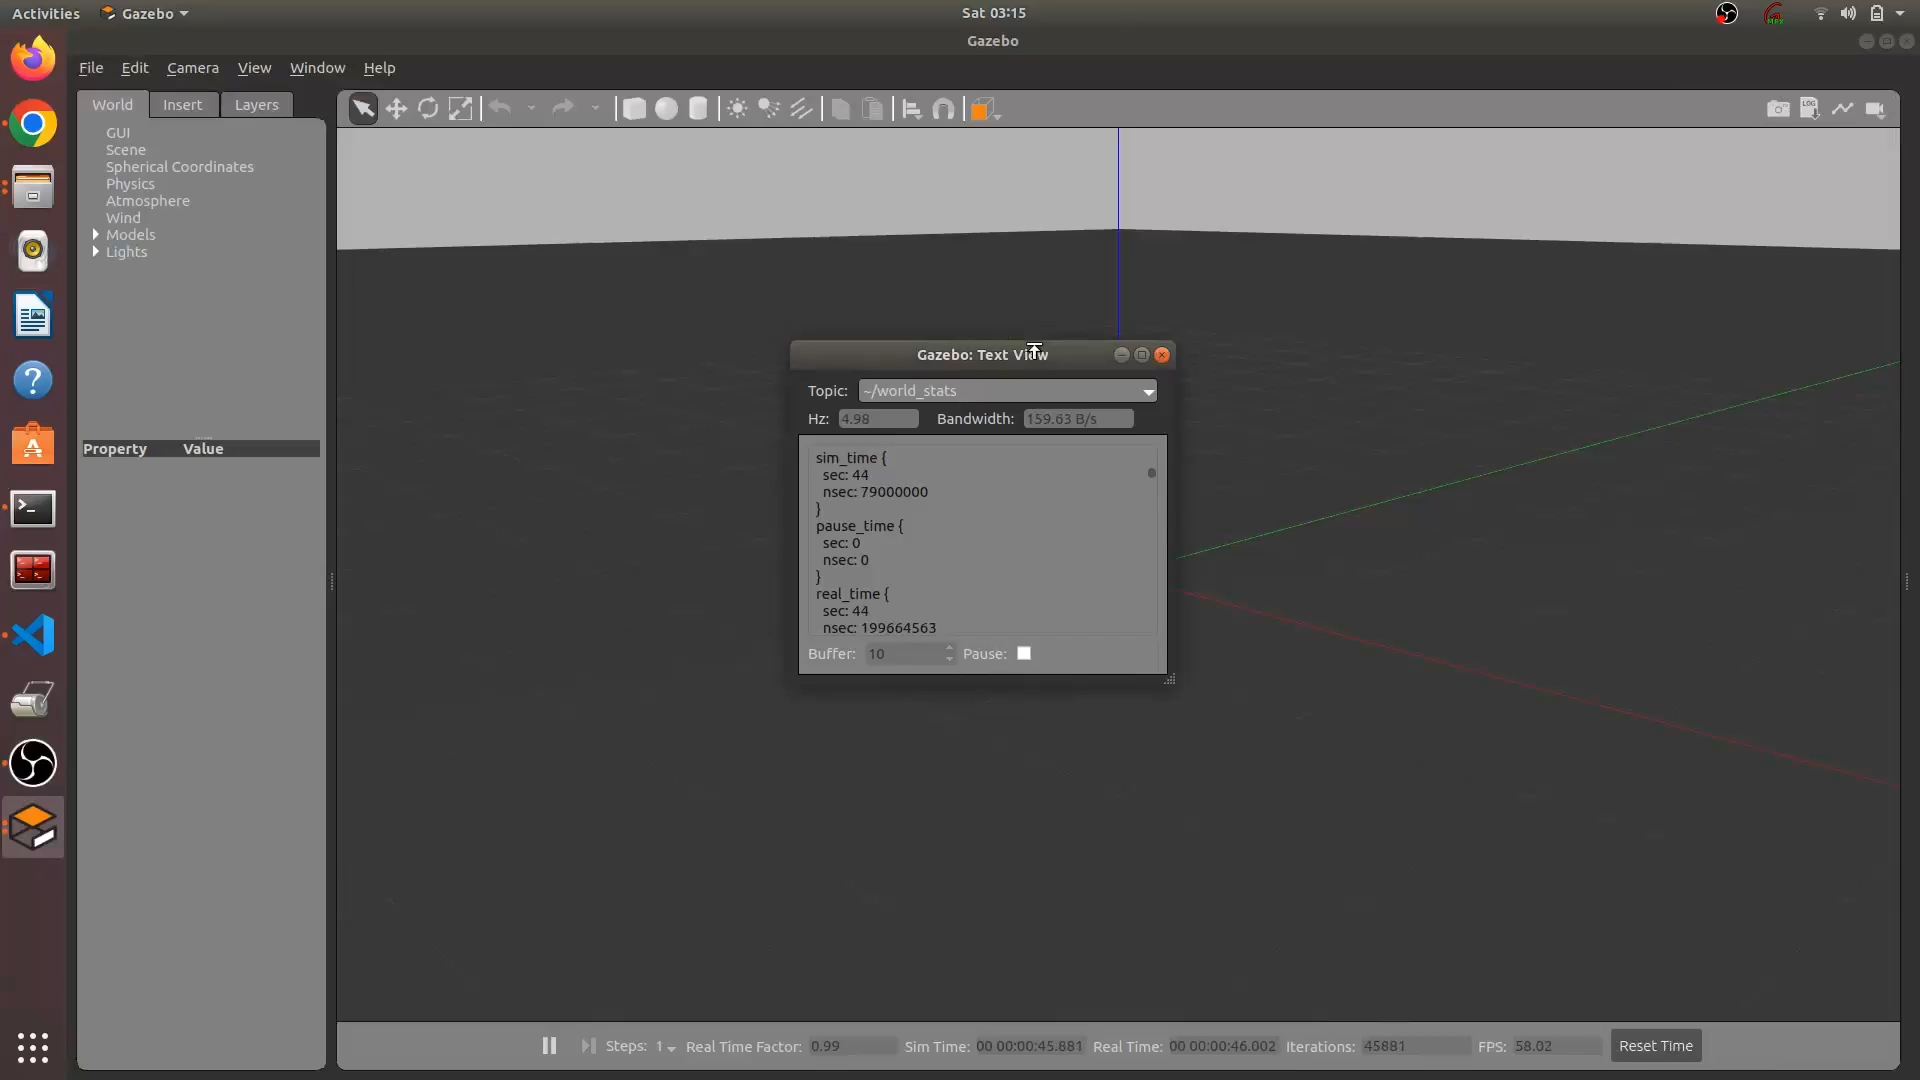 Activities Gazebo Sat 03:15
Gazebo
File Edit Camera View Window Help
World Insert Layers
GUI
Scene
Spherical Coordinates
Physics
Atmosphere
Wind
Models
Lights
Property Value
LOG
Gazebo: Text View
Topic: ~/world_stats
Hz: 4.98 Bandwidth: 159.63 B/s
sim_time {
sec: 44
nsec: 79000000
}
pause_time {
sec: 0
nsec: 0
}
real_time {
sec: 44
nsec: 199664563
Buffer: 10 Pause:
Steps: 1 Real Time Factor: 0.99 Sim Time: 00 00:00:45.881 Real Time: 00 00:00:46.002 Iterations: 45881 FPS: 58.02 Reset Time